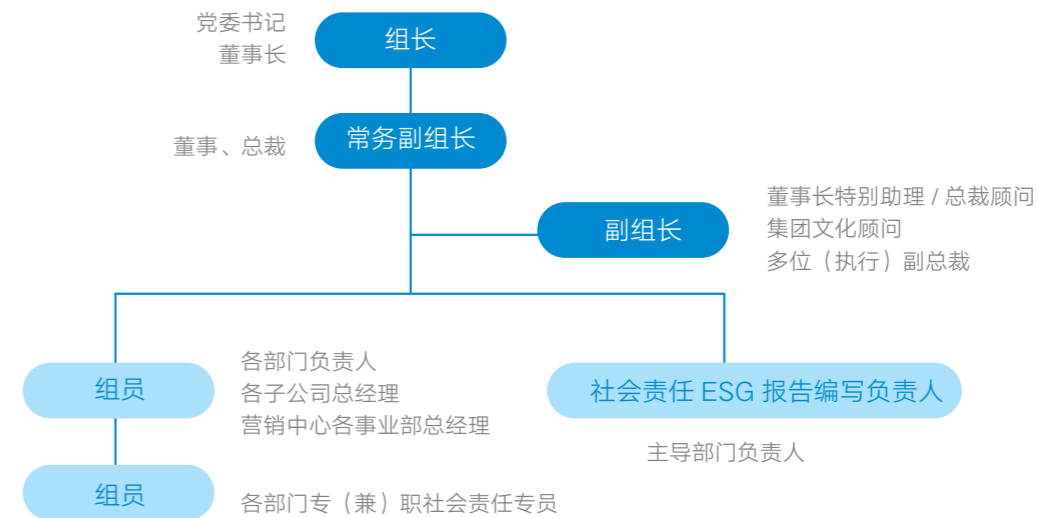 党委书记
董事长
组长
董事、总裁
常务副组长
副组长
董事长特别助理 / 总裁顾问
集团文化顾问
多位（执行）副总裁
组员
各部门负责人
各子公司总经理
营销中心各事业部总经理
社会责任 ESG 报告编写负责人
主导部门负责人
组员
各部门专（兼）职社会责任专员